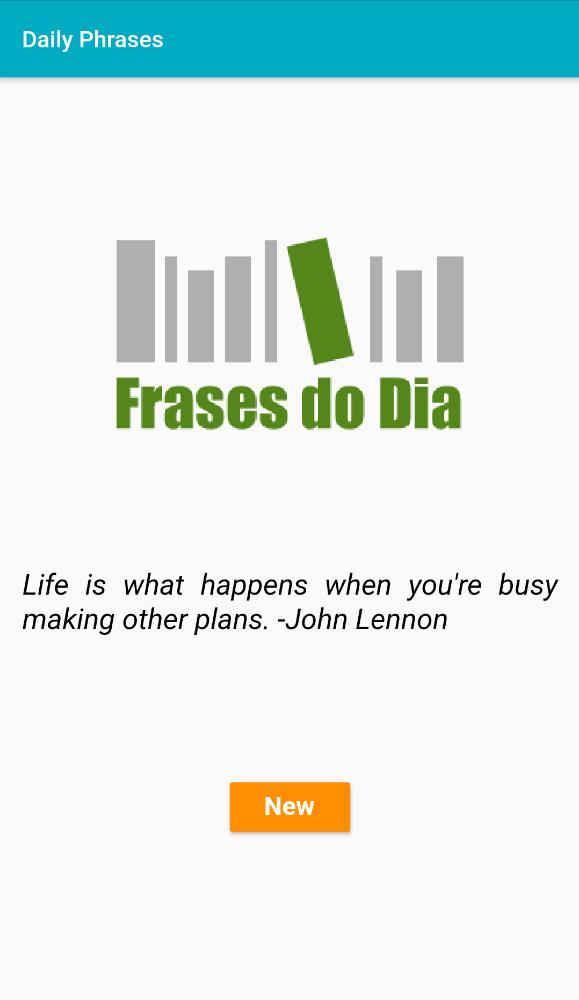 Daily Phrases
Frases do Dia
Life is what happens when you're busy
making other plans. -John Lennon
New